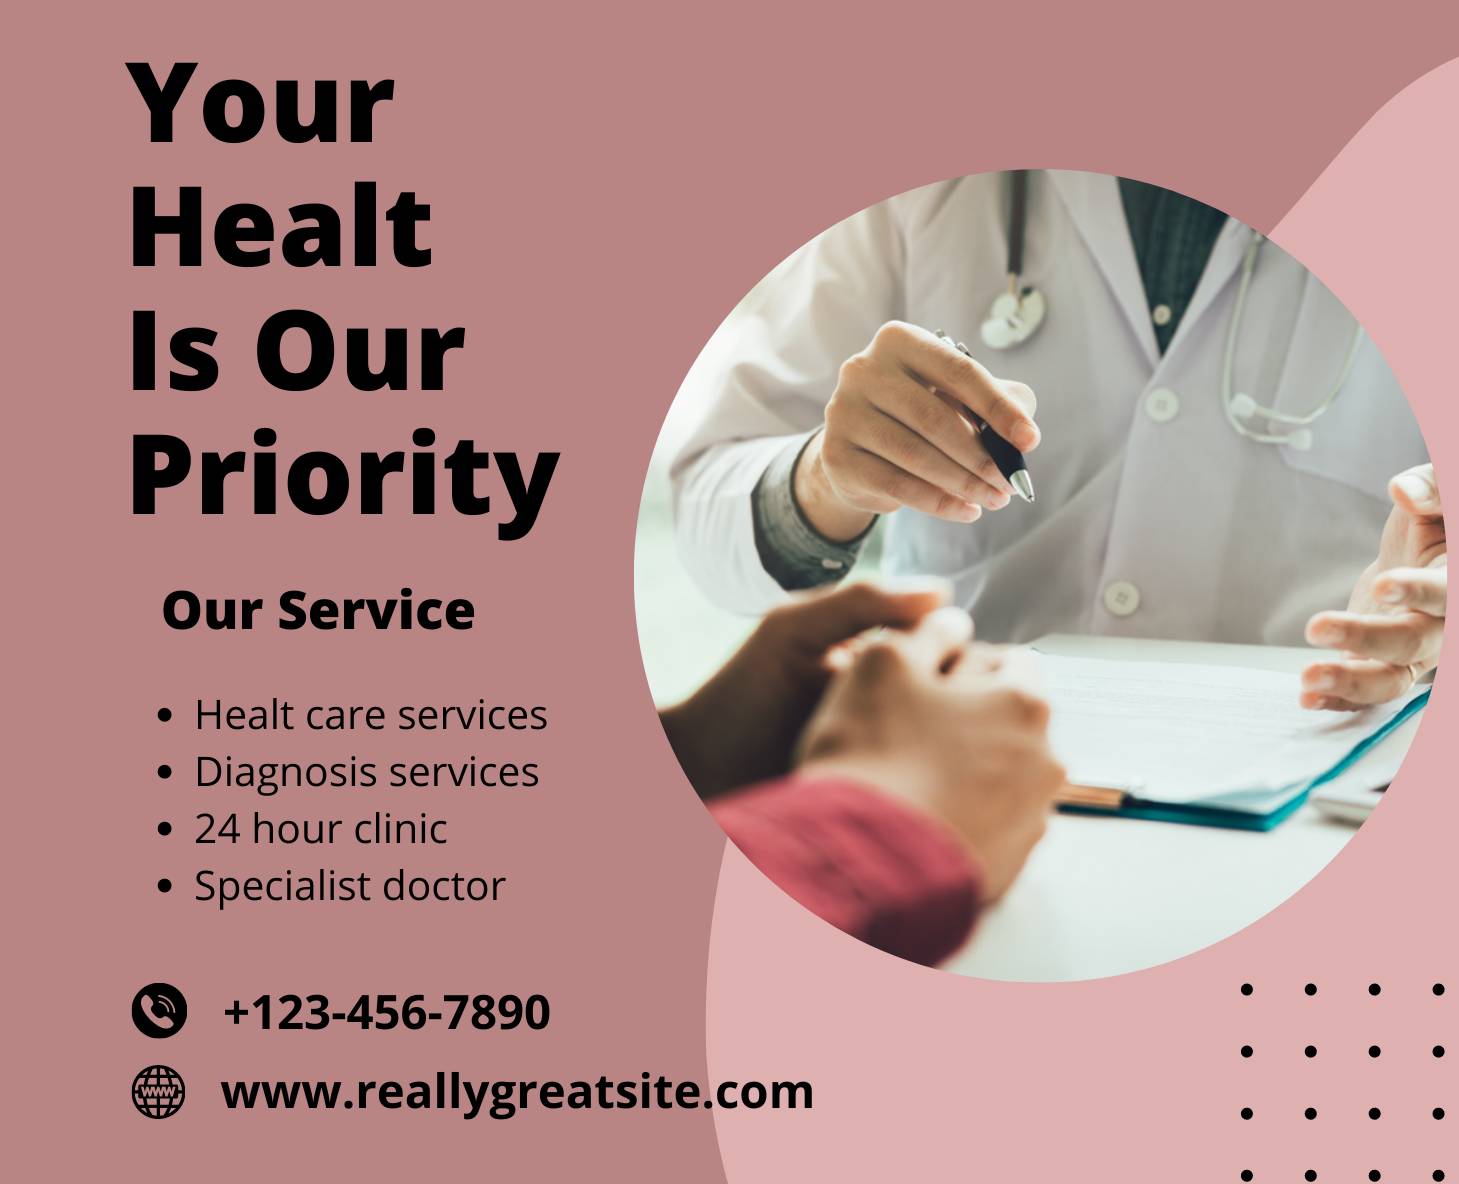 Your
Healt
Is Our
Priority
Our Service
• Healt care services
• Diagnosis services
• 24 hour clinic
• Specialist doctor
+123-456-7890
www
www.reallygreatsite.com